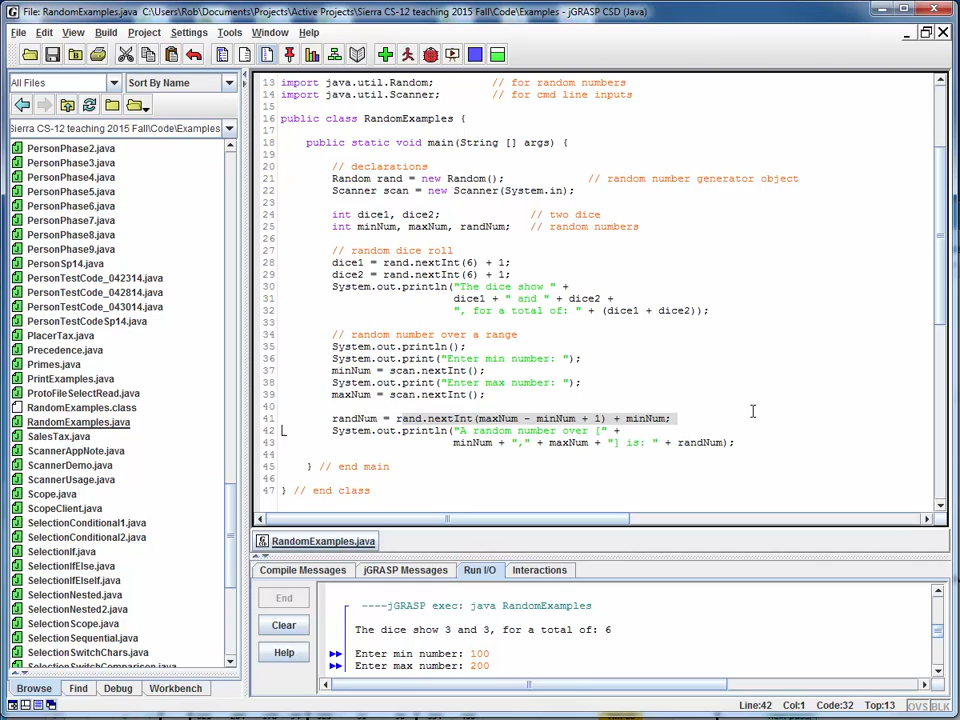 File: RandomExamples.java  C:\Users\Rob\Documents\Projects\Active Projects\Sierra CS-12 teaching 2015 Fall\Code\Examples - jGRASP CSD (Java)
File Edit View Build Project Settings Tools Window Help
All Files Sort By Name
Sierra CS-12 teaching 2015 Fall\Code\Examples
PersonPhase2.java
PersonPhase3.java
PersonPhase4.java
PersonPhase5.java
PersonPhase6.java
PersonPhase7.java
PersonPhase8.java
PersonPhase9.java
PersonSp14.java
PersonTestCode_042314.java
PersonTestCode_042814.java
PersonTestCode_043014.java
PersonTestCodeSp14.java
PlacerTax.java
Precedence.java
Primes.java
PrintExamples.java
ProtoFileSelectRead.java
RandomExamples.class
RandomExamples.java
SalesTax.java
ScannerAppNote.java
ScannerDemo.java
ScannerUsage.java
Scope.java
ScopeClient.java
SelectionConditional1.java
SelectionConditional2.java
SelectionIf.java
SelectionIfElse.java
SelectionIfElseIf.java
SelectionNested.java
SelectionNested2.java
SelectionScope.java
SelectionSequential.java
SelectionSwitchChars.java
SelectionSwitchComparison.java
Browse Find Debug Workbench
13 import java.util.Random; // for random numbers
14 import java.util.Scanner; // for cmd line inputs
15
16 public class RandomExamples {
17
18 public static void main(String [] args) {
19
20 // declarations
21 Random rand = new Random(); // random number generator object
22 Scanner scan = new Scanner(System.in);
23
24 int dice1, dice2; // two dice
25 int minNum, maxNum, randNum; // random numbers
26
27 // random dice roll
28 dice1 = rand.nextInt(6) + 1;
29 dice2 = rand.nextInt(6) + 1;
30 System.out.println("The dice show " +
31 dice1 + " and " + dice2 +
32 ", for a total of: " + (dice1 + dice2));
33
34 // random number over a range
35 System.out.println();
36 System.out.print("Enter min number: ");
37 minNum = scan.nextInt();
38 System.out.print("Enter max number: ");
39 maxNum = scan.nextInt();
40
41 randNum = rand.nextInt(maxNum - minNum + 1) + minNum;
42 System.out.println("A random number over [" +
43 minNum + "," + maxNum + "] is: " + randNum);
44
45 } // end main
46
47 } // end class
RandomExamples.java
Compile Messages jGRASP Messages Run I/O Interactions
End
Clear
Help
----jGRASP exec: java RandomExamples
The dice show 3 and 3, for a total of: 6
Enter min number: 100
Enter max number: 200
Line:42 Col:1 Code:32 Top:13 OVS BLK